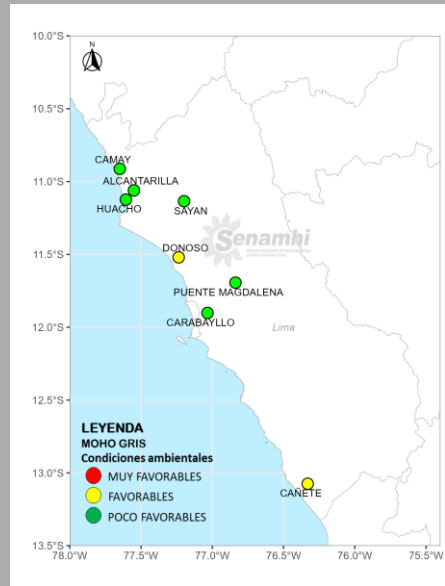 10.0°S
N
10.5°S
CAMAY
11.0°S
ALCANTARILLA
HUACHO
SAYAN
Senamhi
11.5°S
DONOSO
PUENTE MAGDALENA
12.0°S
CARABAYLLO
Lima
12.5°S
LEYENDA
MOHO GRIS
Condiciones ambientales
13.0°S
MUY FAVORABLES
FAVORABLES
CAÑETE
POCO FAVORABLES
13.5°S
78.0°W 77.5°W 77.0°W 76.5°W 76.0°W 75.5°W